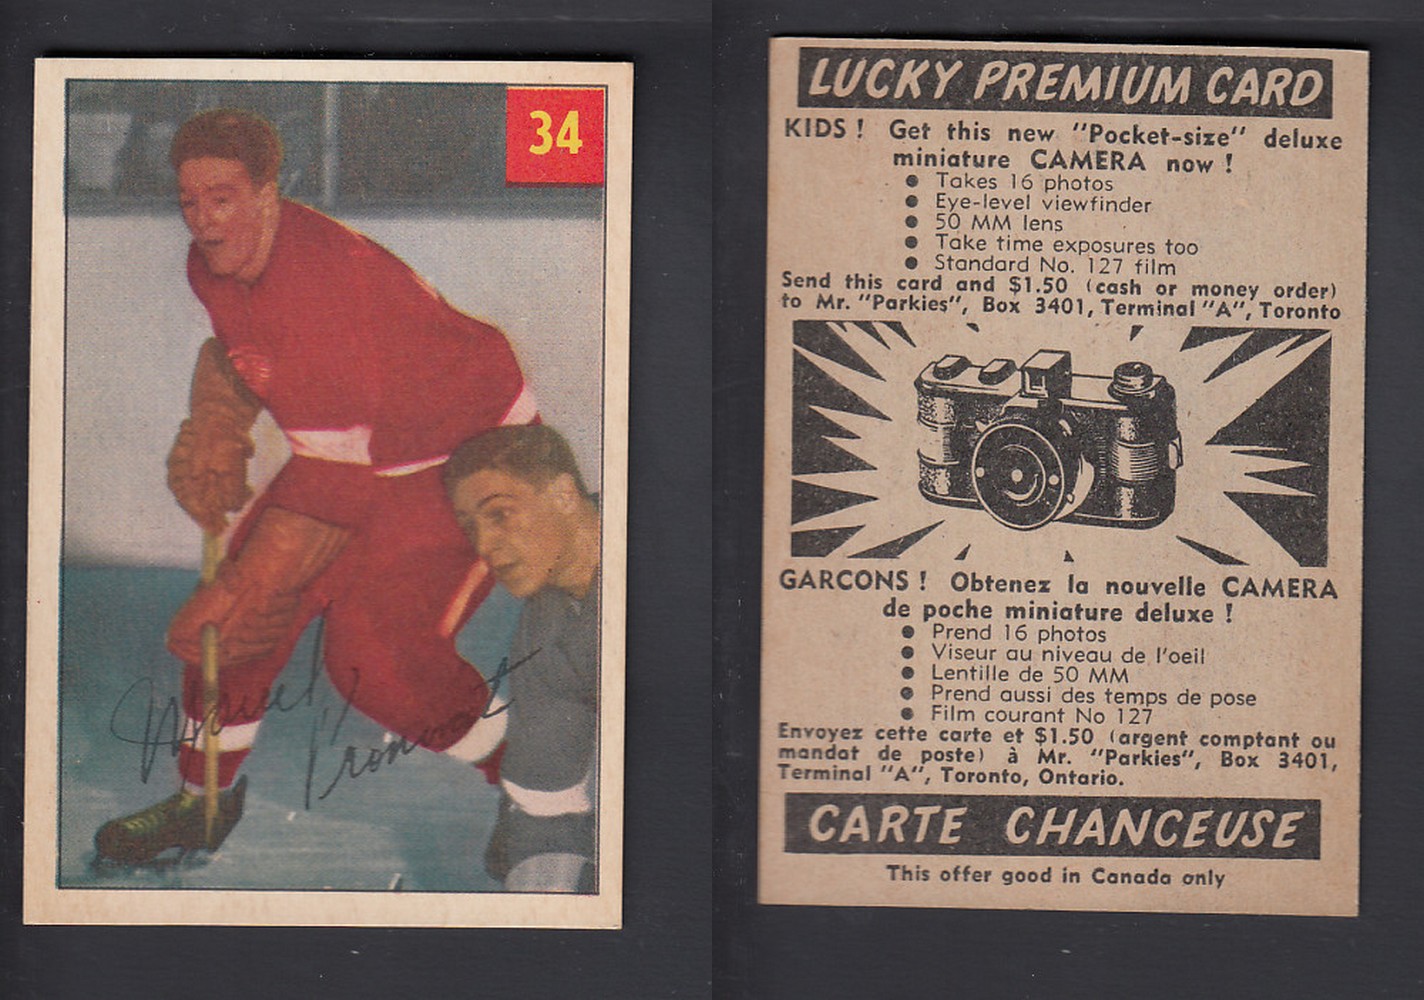 34
Marcel
Pronovost
LUCKY PREMIUM CARD
KIDS ! Get this new "Pocket-size" deluxe
miniature CAMERA now !
● Takes 16 photos
● Eye-level viewfinder
● 50 MM lens
● Take time exposures too
● Standard No. 127 film
Send this card and $1.50 (cash or money order)
to Mr. "Parkies", Box 3401, Terminal "A", Toronto
GARCONS ! Obtenez la nouvelle CAMERA
de poche miniature deluxe !
● Prend 16 photos
● Viseur au niveau de l'oeil
● Lentille de 50 MM
● Prend aussi des temps de pose
● Film courant No 127
Envoyez cette carte et $1.50 (argent comptant ou
mandat de poste) à Mr. "Parkies", Box 3401,
Terminal "A", Toronto, Ontario.
CARTE CHANCEUSE
This offer good in Canada only